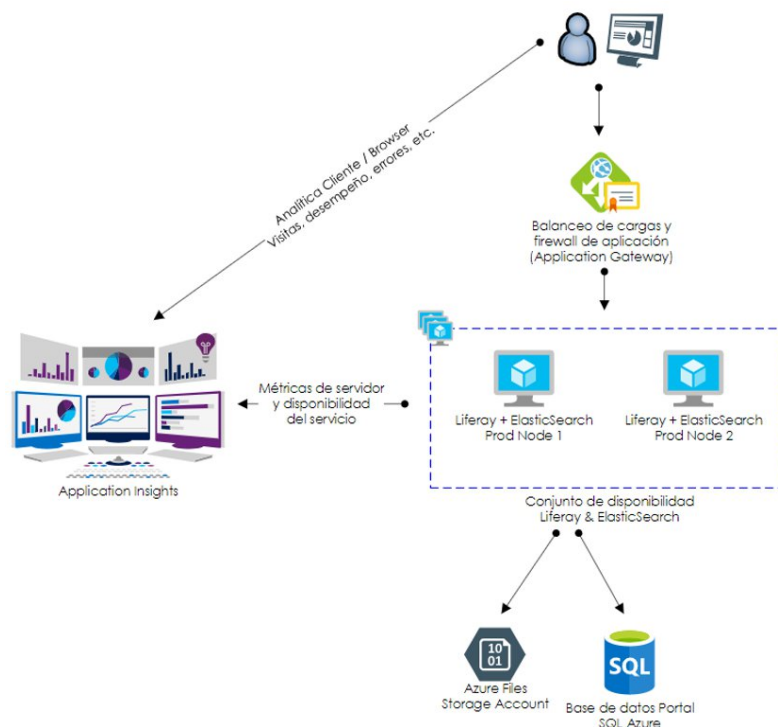 Analítica Cliente / Browser
Visitas, desempeño, errores, etc.
Balanceo de cargas y
firewall de aplicación
(Application Gateway)
Métricas de servidor
y disponibilidad
del servicio
Liferay + ElasticSearch
Prod Node 1
Liferay + ElasticSearch
Prod Node 2
Application Insights
Conjunto de disponibilidad
Liferay & ElasticSearch
10
01
Azure Files
Storage Account
SQL
Base de datos Portal
SQL Azure